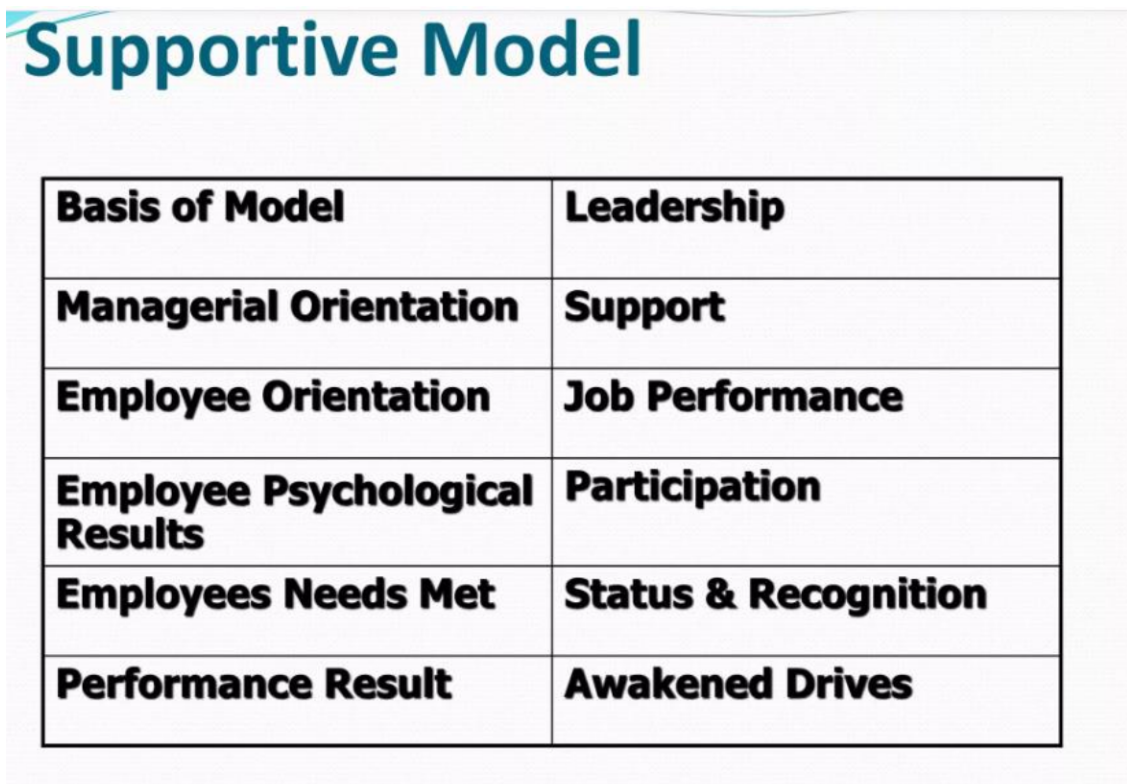 Supportive Model
Basis of Model
Leadership
Managerial Orientation
Support
Employee Orientation
Job Performance
Employee Psychological
Results
Participation
Employees Needs Met
Status & Recognition
Performance Result
Awakened Drives